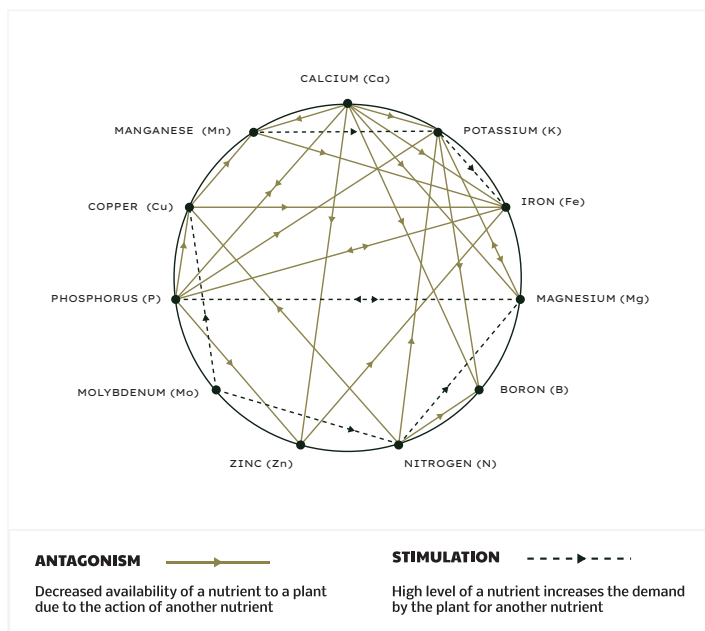 CALCIUM (Ca)
MANGANESE (Mn)
POTASSIUM (K)
COPPER (Cu)
IRON (Fe)
PHOSPHORUS (P)
MAGNESIUM (Mg)
MOLYBDENUM (Mo)
BORON (B)
ZINC (Zn)
NITROGEN (N)
ANTAGONISM
Decreased availability of a nutrient to a plant
due to the action of another nutrient
STIMULATION
High level of a nutrient increases the demand
by the plant for another nutrient